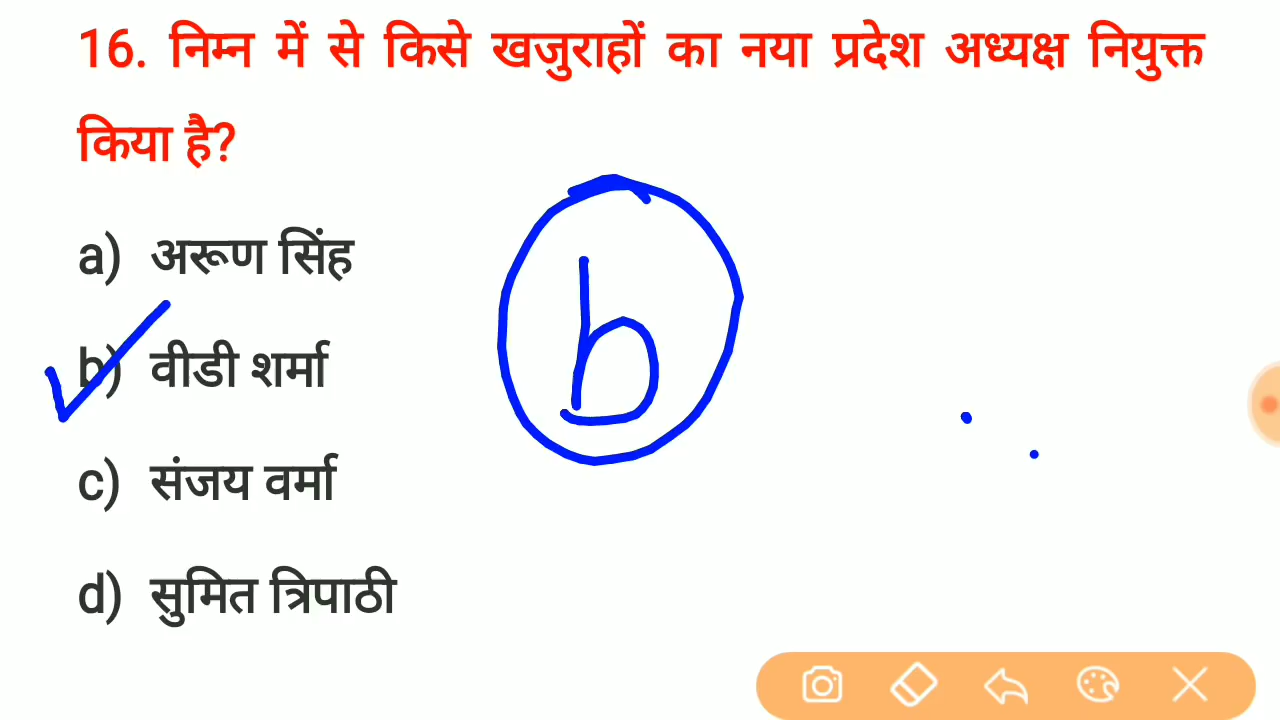 16. निम्न में से किसे खजुराहों का नया प्रदेश अध्यक्ष नियुक्त
किया है?
a) अरूण सिंह
b) वीडी शर्मा
b
c) संजय वर्मा
d) सुमित त्रिपाठी